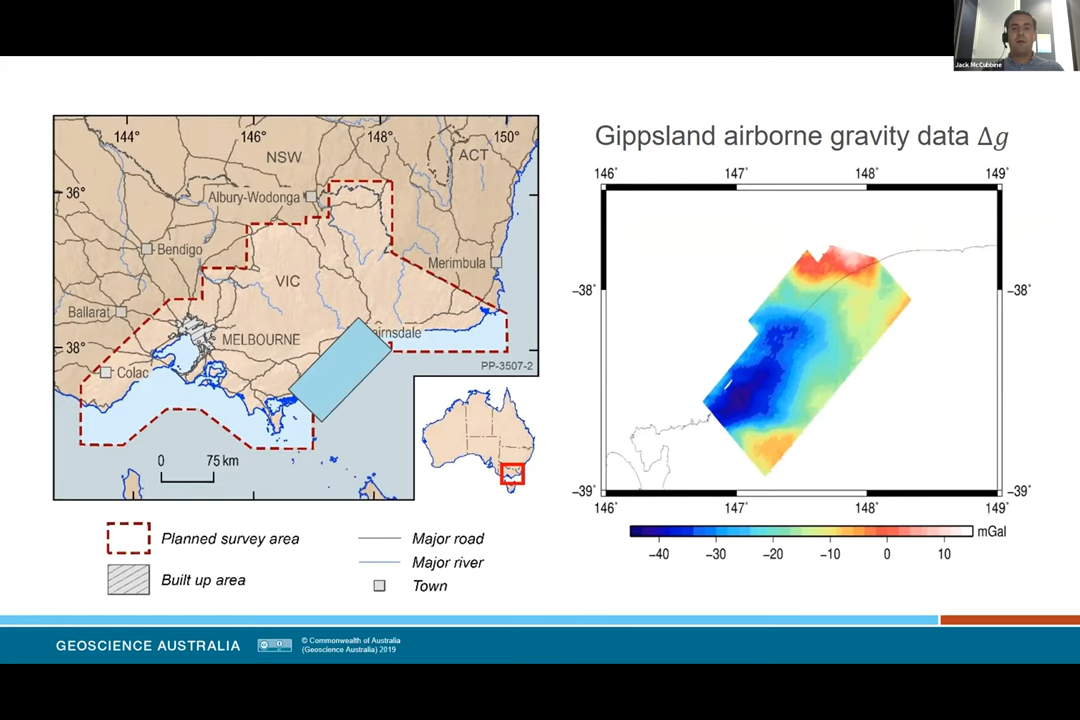 Jack McCubbine
144°
146°
148°
150°
NSW
ACT
36°
Albury-Wodonga
Bendigo
Merimbula
VIC
Ballarat
MELBOURNE
airnsdale
38°
PP-3507-2
Colac
0 75 km
Planned survey area
Built up area
Major road
Major river
Town
Gippsland airborne gravity data Δg
146° 147° 148° 149°
−38° −38°
−39° −39°
146° 147° 148° 149°
mGal
−40 −30 −20 −10 0 10
GEOSCIENCE AUSTRALIA
© Commonwealth of Australia
(Geoscience Australia) 2019